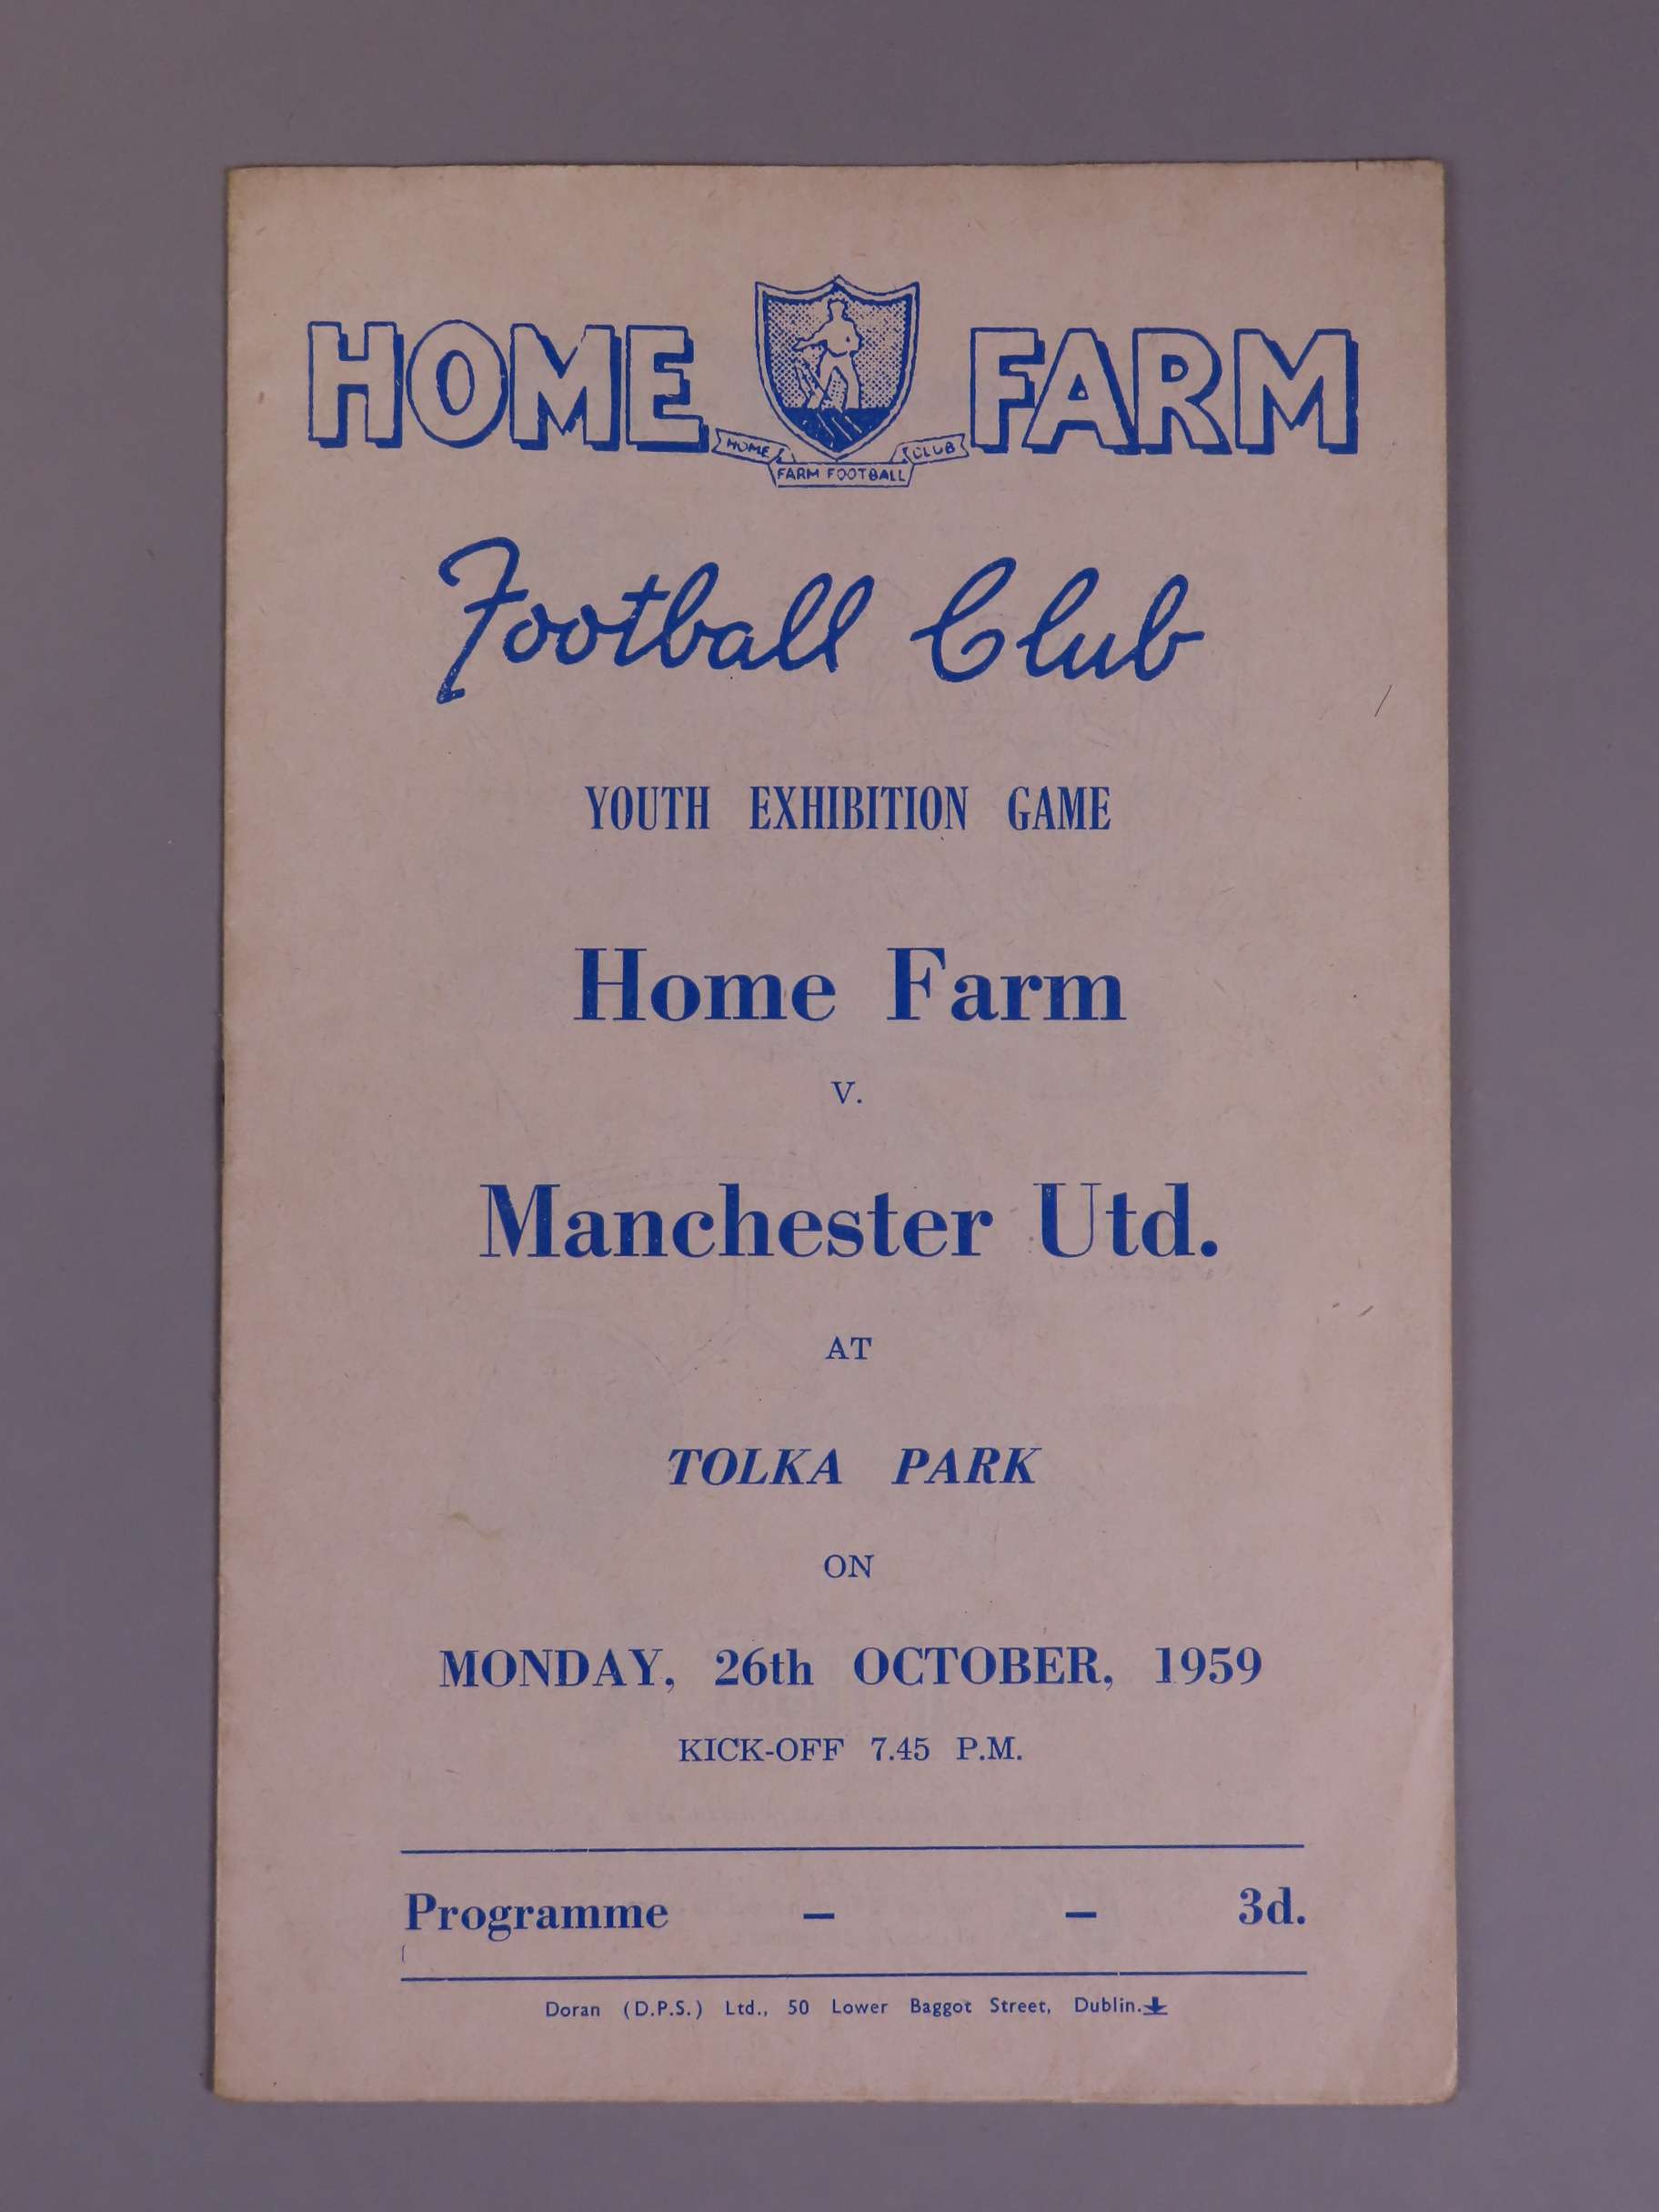 HOME FARM
HOME FARM FOOTBALL CLUB
Football Club
YOUTH EXHIBITION GAME
Home Farm
V.
Manchester Utd.
AT
TOLKA PARK
ON
MONDAY, 26th OCTOBER, 1959
KICK-OFF 7.45 P.M.
Programme – – 3d.
Doran (D.P.S.) Ltd., 50 Lower Baggot Street, Dublin.